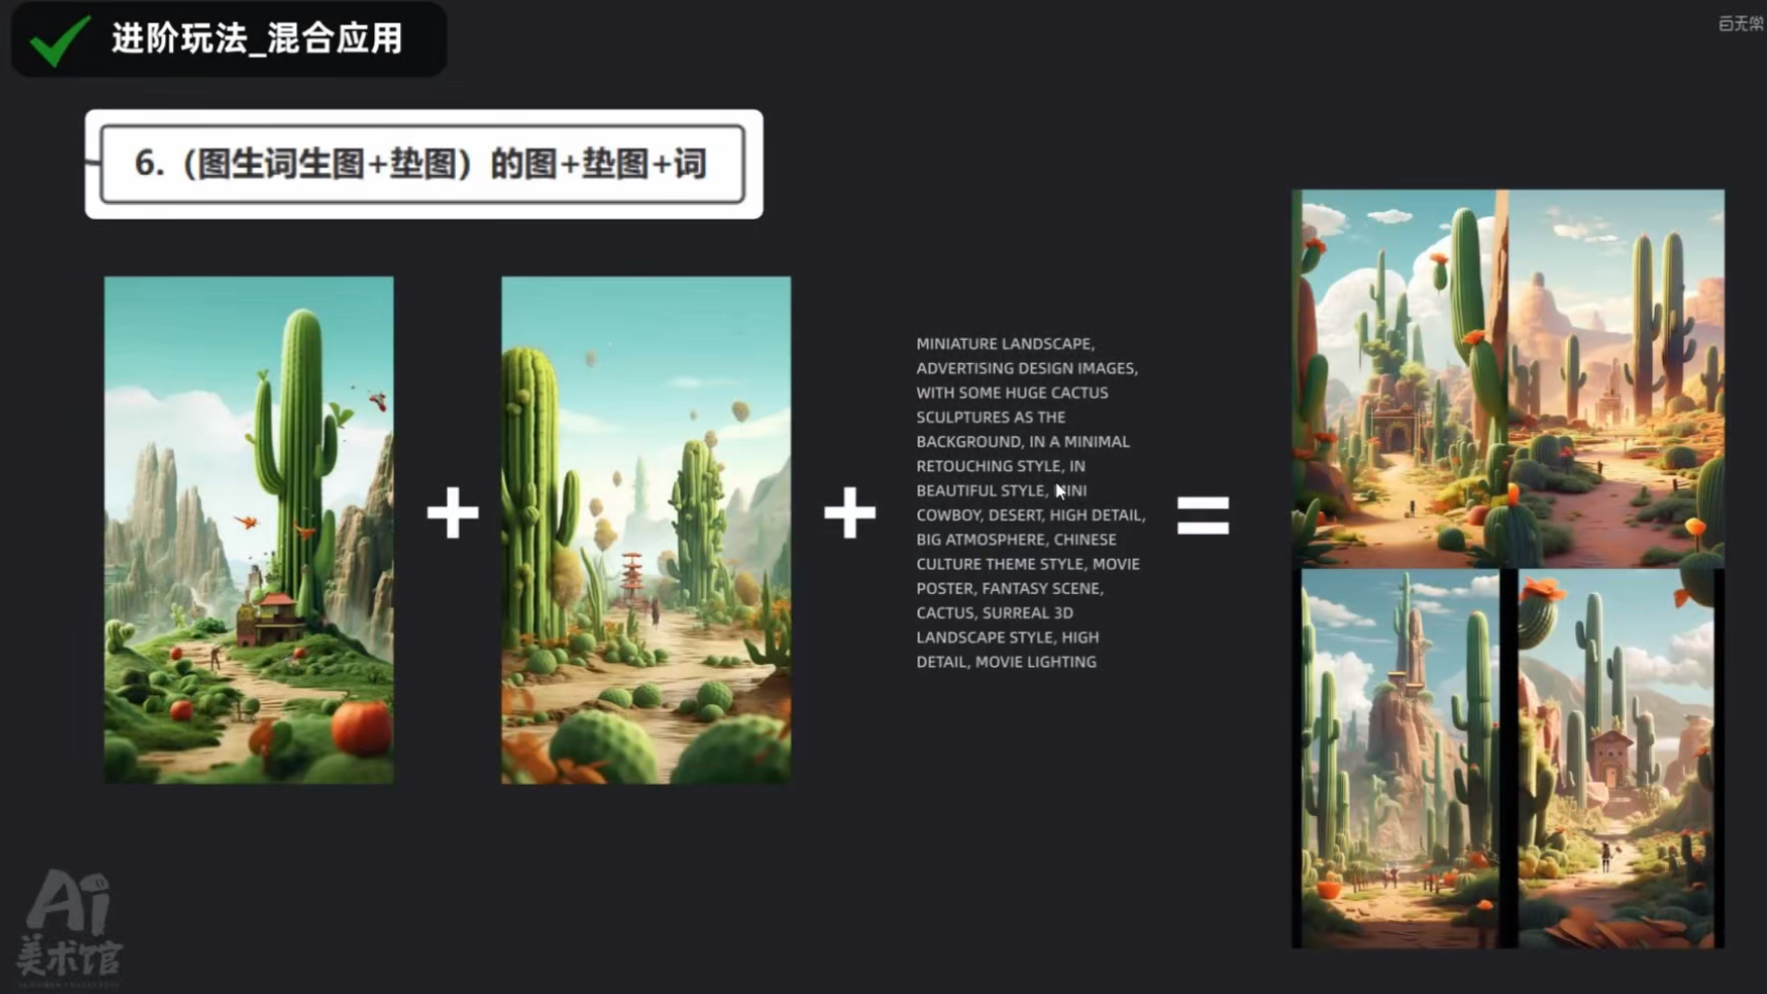 进阶玩法_混合应用
白无常
6.（图生词生图+垫图）的图+垫图+词
MINIATURE LANDSCAPE,
ADVERTISING DESIGN IMAGES,
WITH SOME HUGE CACTUS
SCULPTURES AS THE
BACKGROUND, IN A MINIMAL
RETOUCHING STYLE, IN
BEAUTIFUL STYLE, MINI
COWBOY, DESERT, HIGH DETAIL,
BIG ATMOSPHERE, CHINESE
CULTURE THEME STYLE, MOVIE
POSTER, FANTASY SCENE,
CACTUS, SURREAL 3D
LANDSCAPE STYLE, HIGH
DETAIL, MOVIE LIGHTING
Ai
美术馆